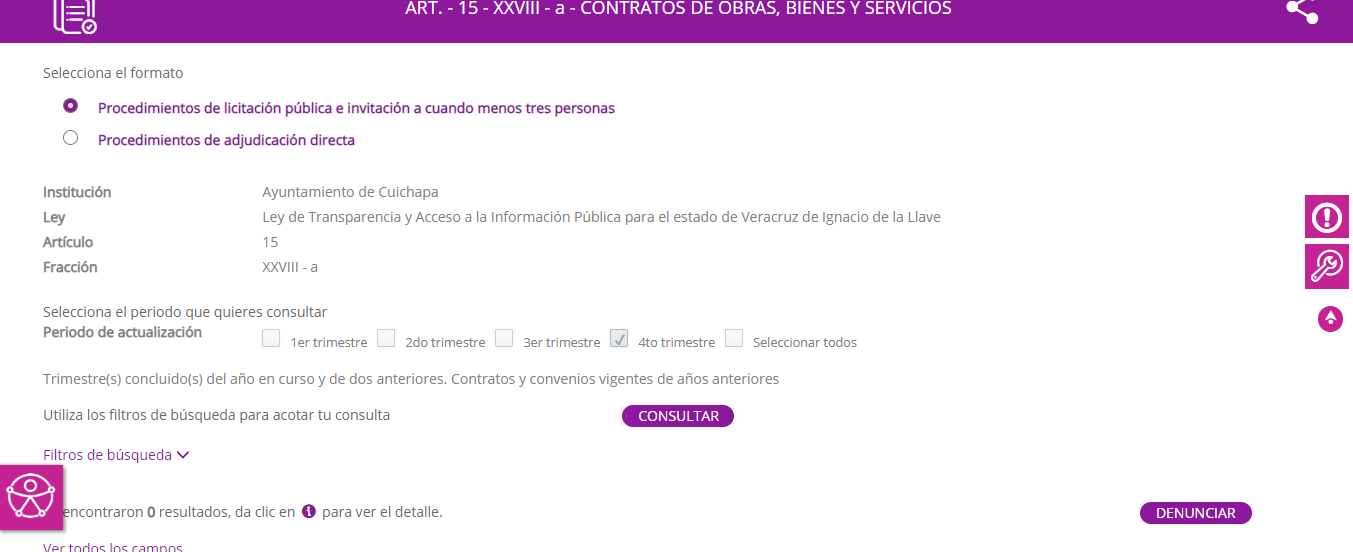 ART. - 15 - XXVIII - a - CONTRATOS DE OBRAS, BIENES Y SERVICIOS
Selecciona el formato
Procedimientos de licitación pública e invitación a cuando menos tres personas
Procedimientos de adjudicación directa
Institución Ayuntamiento de Cuichapa
Ley Ley de Transparencia y Acceso a la Información Pública para el estado de Veracruz de Ignacio de la Llave
Artículo 15
Fracción XXVIII - a
Selecciona el periodo que quieres consultar
Periodo de actualización 1er trimestre 2do trimestre 3er trimestre 4to trimestre Seleccionar todos
Trimestre(s) concluido(s) del año en curso y de dos anteriores. Contratos y convenios vigentes de años anteriores
Utiliza los filtros de búsqueda para acotar tu consulta CONSULTAR
Filtros de búsqueda
encontraron 0 resultados, da clic en para ver el detalle. DENUNCIAR
Ver todos los campos